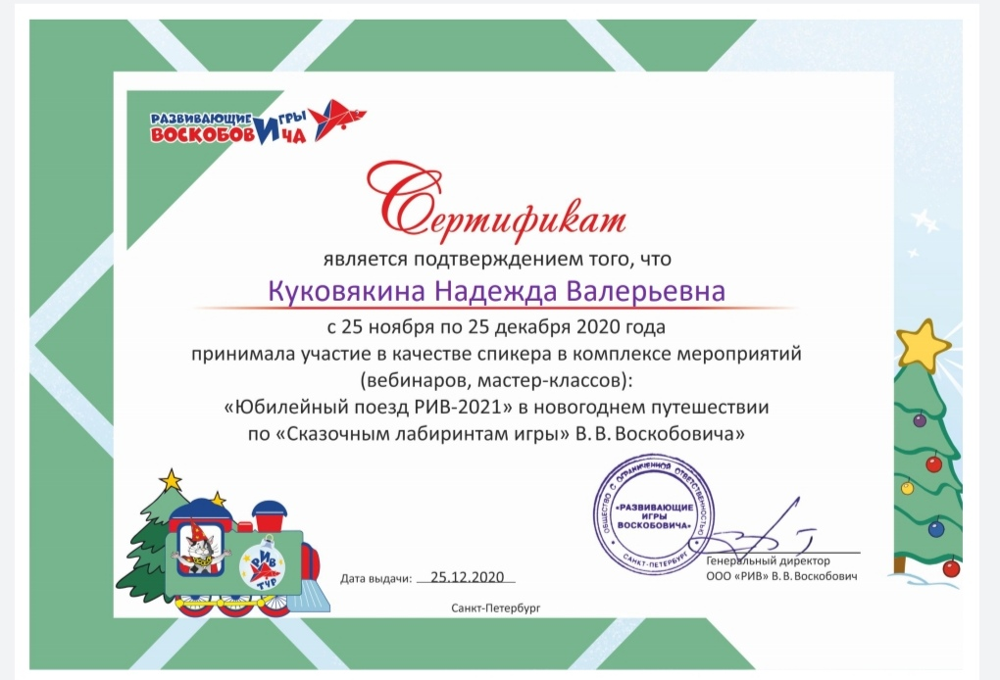 РАЗВИВАЮЩИЕ ИГРЫ
ВОСКОБОВИЧА
Сертификат
является подтверждением того, что
Куковякина Надежда Валерьевна
с 25 ноября по 25 декабря 2020 года
принимала участие в качестве спикера в комплексе мероприятий
(вебинаров, мастер-классов):
«Юбилейный поезд РИВ-2021» в новогоднем путешествии
по «Сказочным лабиринтам игры» В. В. Воскобовича»
ОБЩЕСТВО С ОГРАНИЧЕННОЙ ОТВЕТСТВЕННОСТЬЮ
«РАЗВИВАЮЩИЕ
ИГРЫ
ВОСКОБОВИЧА»
САНКТ-ПЕТЕРБУРГ
РИВ
ТУР
Генеральный директор
ООО «РИВ» В. В. Воскобович
Дата выдачи: 25.12.2020
Санкт-Петербург